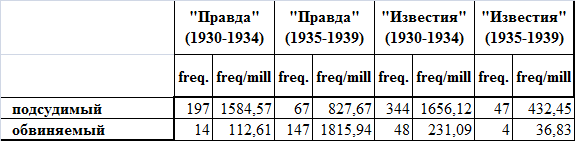 "Правда" "Правда" "Известия" "Известия"
(1930-1934) (1935-1939) (1930-1934) (1935-1939)
freq. freq/mill freq. freq/mill freq. freq/mill freq. freq/mill
подсудимый 197 1584,57 67 827,67 344 1656,12 47 432,45
обвиняемый 14 112,61 147 1815,94 48 231,09 4 36,83